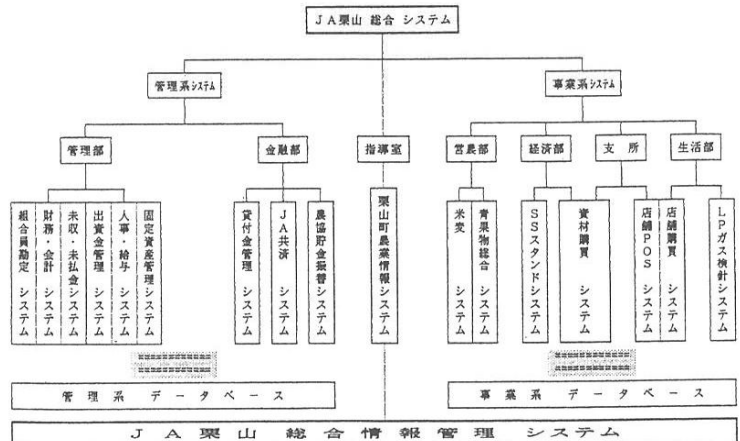 JA栗山 総合 システム
管理系システム
事業系システム
管理部
金融部
指導室
営農部
経済部
支 所
生活部
組合員勘定 システム
財務・会計 システム
未収・未払金システム
出資金管理 システム
人事・給与 システム
固定資産管理システム
貸付金管理 システム
JA共済 システム
農協貯金振替システム
栗山町農業情報システム
米麦 システム
青果物総合 システム
SSスタンドシステム
資材購買 システム
店舗POS システム
店舗購買 システム
LPガス検針システム
管 理 系 デ ー タ ベ ー ス
事 業 系 デ ー タ ベ ー ス
JA栗山 総合情報管理 システム